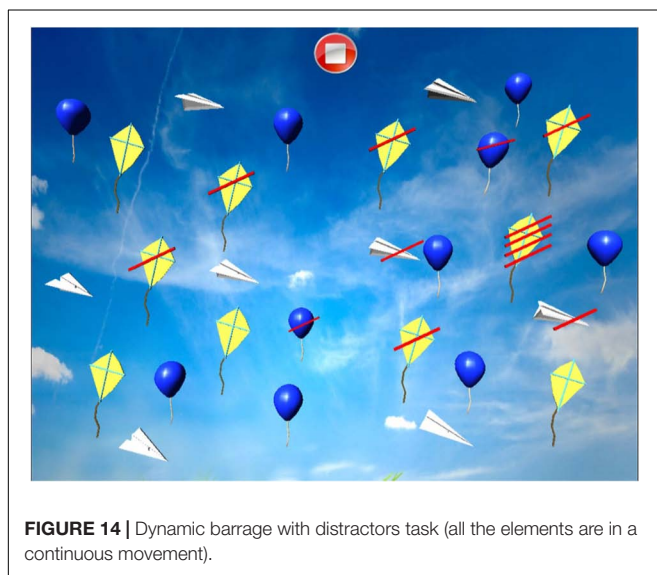 FIGURE 14 | Dynamic barrage with distractors task (all the elements are in a
continuous movement).